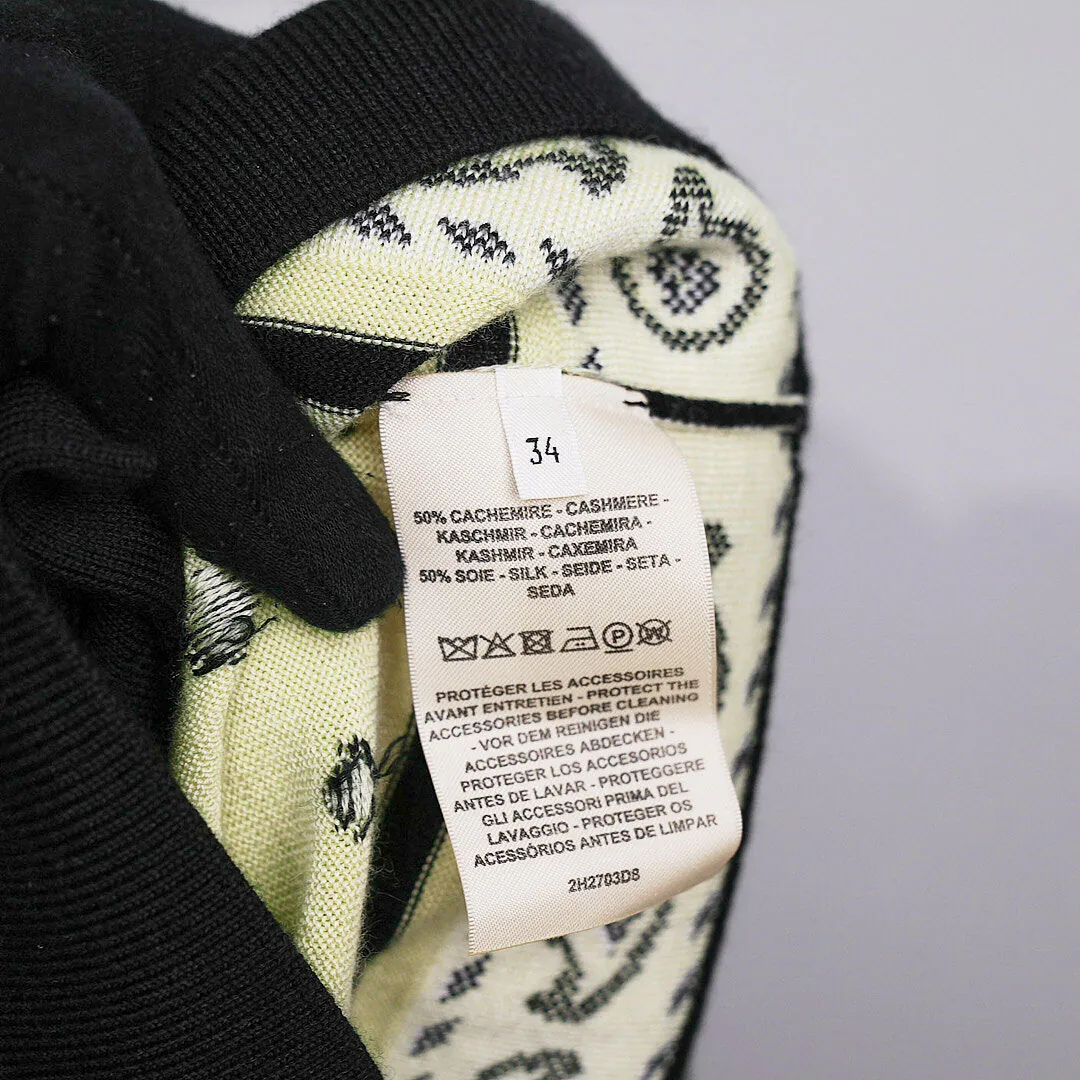 34
50% CACHEMIRE - CASHMERE -
KASCHMIR - CACHEMIRA -
KASHMIR - CAXEMIRA
50% SOIE - SILK - SEIDE - SETA -
SEDA
P
W
PROTÉGER LES ACCESSOIRES
AVANT ENTRETIEN - PROTECT THE
ACCESSORIES BEFORE CLEANING
- VOR DEM REINIGEN DIE
ACCESSOIRES ABDECKEN -
PROTEGER LOS ACCESORIOS
ANTES DE LAVAR - PROTEGGERE
GLI ACCESSORI PRIMA DEL
LAVAGGIO - PROTEGER OS
ACESSÓRIOS ANTES DE LIMPAR
2H2703D8